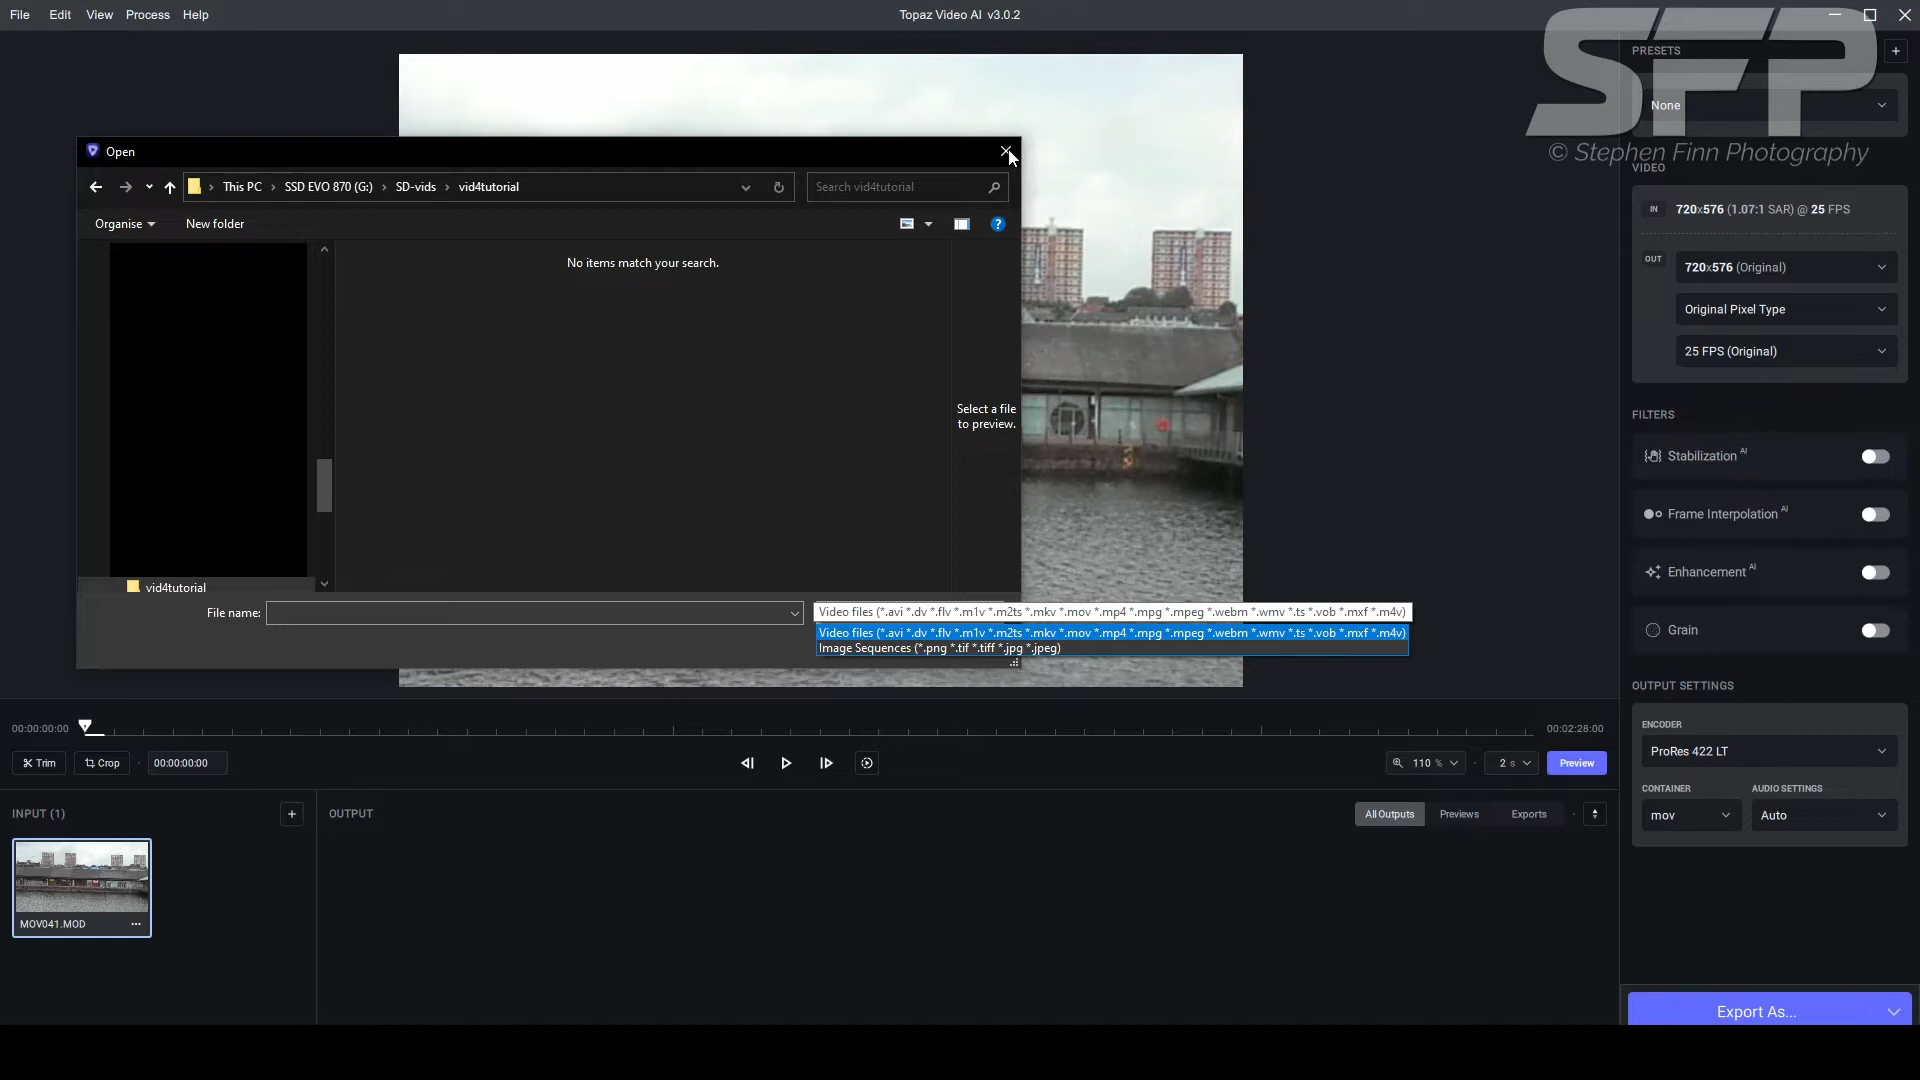 File Edit View Process Help
Topaz Video AI v3.0.2
SFP
© Stephen Finn Photography
PRESETS
None
Open
This PC > SSD EVO 870 (G:) > SD-vids > vid4tutorial
Search vid4tutorial
Organise
New folder
No items match your search.
Select a file
to preview.
vid4tutorial
File name:
Video files (*.avi *.dv *.flv *.m1v *.m2ts *.mkv *.mov *.mp4 *.mpg *.mpeg *.webm *.wmv *.ts *.vob *.mxf *.m4v)
Video files (*.avi *.dv *.flv *.m1v *.m2ts *.mkv *.mov *.mp4 *.mpg *.mpeg *.webm *.wmv *.ts *.vob *.mxf *.m4v)
Image Sequences (*.png *.tif *.tiff *.jpg *.jpeg)
VIDEO
IN 720x576 (1.07:1 SAR) @ 25 FPS
OUT 720x576 (Original)
Original Pixel Type
25 FPS (Original)
FILTERS
Stabilization AI
Frame Interpolation AI
Enhancement AI
Grain
OUTPUT SETTINGS
ENCODER
ProRes 422 LT
CONTAINER AUDIO SETTINGS
mov Auto
Export As...
00:00:00:00
00:02:28:00
Trim Crop 00:00:00:00
110 % 2 s Preview
INPUT (1)
OUTPUT
All Outputs Previews Exports
MOV041.MOD ...